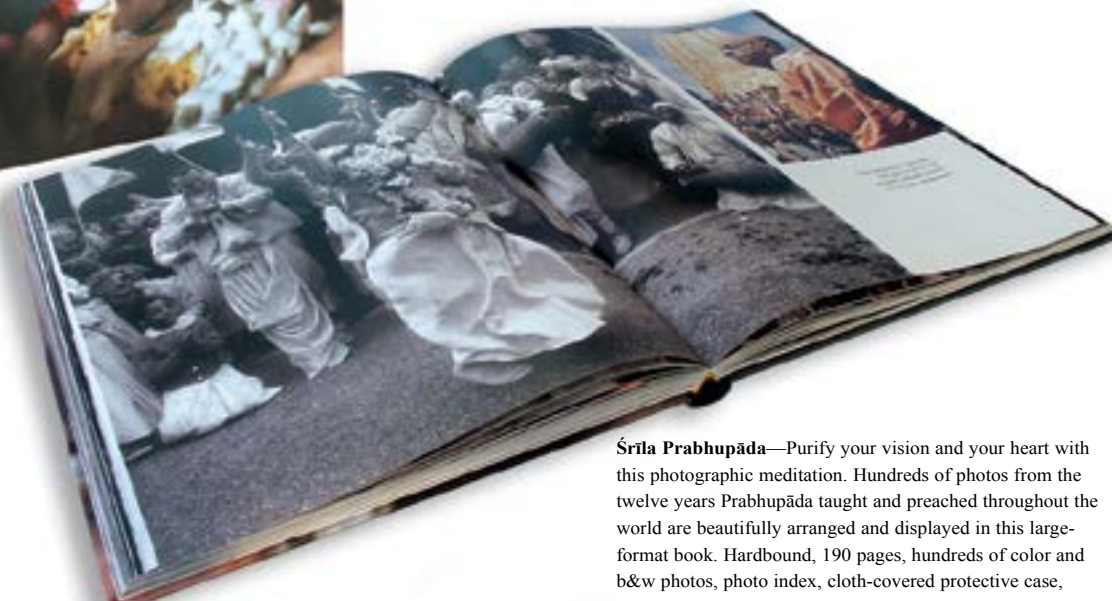 Śrīla Prabhupāda—Purify your vision and your heart with
this photographic meditation. Hundreds of photos from the
twelve years Prabhupāda taught and preached throughout the
world are beautifully arranged and displayed in this large-
format book. Hardbound, 190 pages, hundreds of color and
b&w photos, photo index, cloth-covered protective case,